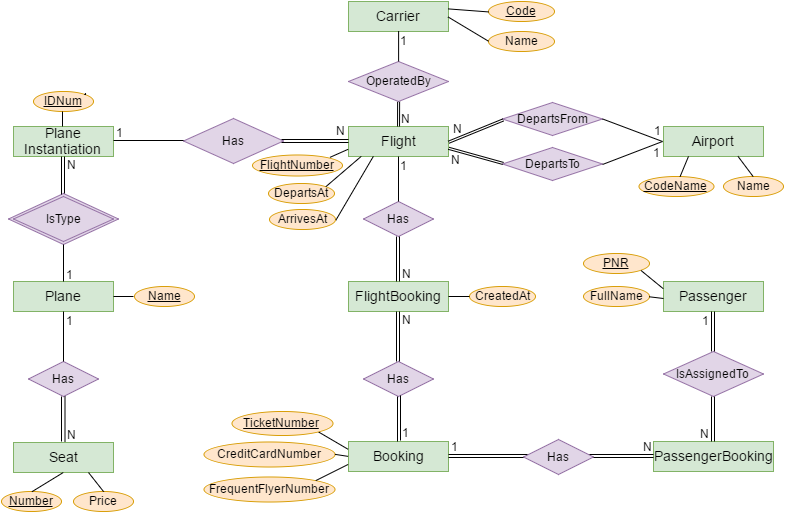 Carrier
Code
Name
1
OperatedBy
N
IDNum
Plane
Instantiation
1
Has
N
Flight
N
DepartsFrom
1
N
DepartsTo
1
Airport
FlightNumber
DepartsAt
ArrivesAt
CodeName
Name
N
IsType
1
1
Has
N
Plane
Name
FlightBooking
CreatedAt
PNR
FullName
Passenger
1
Has
N
N
Has
1
1
IsAssignedTo
N
Seat
Number
Price
TicketNumber
CreditCardNumber
FrequentFlyerNumber
Booking
1
Has
N
PassengerBooking